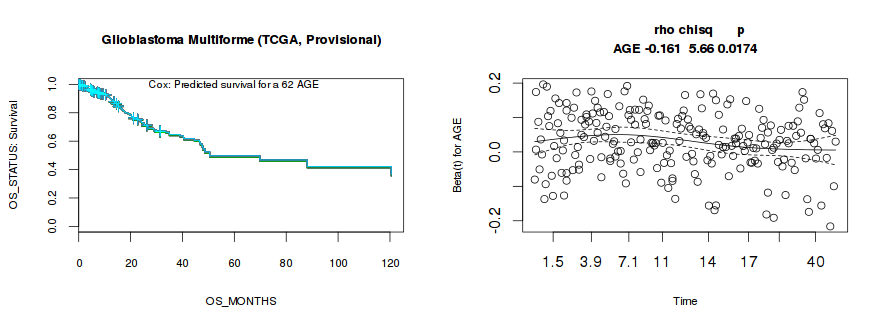 Glioblastoma Multiforme (TCGA, Provisional)
Cox: Predicted survival for a 62 AGE
OS_STATUS: Survival
1.0
0.8
0.6
0.4
0.2
0.0
0 20 40 60 80 100 120
OS_MONTHS
rho chisq p
AGE -0.161 5.66 0.0174
Beta(t) for AGE
0.2
0.0
-0.2
1.5 3.9 7.1 11 14 17 40
Time